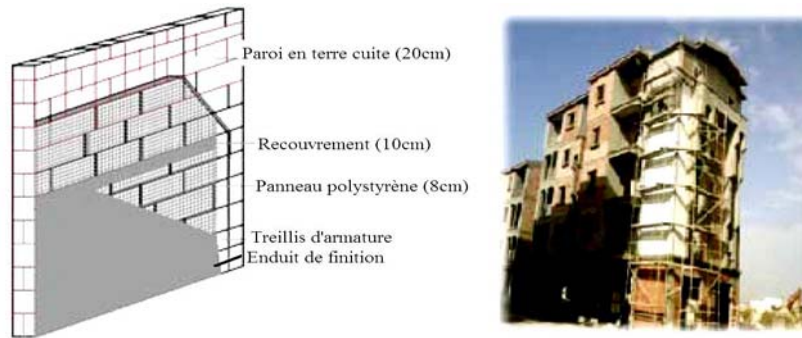 Paroi en terre cuite (20cm)
Recouvrement (10cm)
Panneau polystyrène (8cm)
Treillis d'armature
Enduit de finition